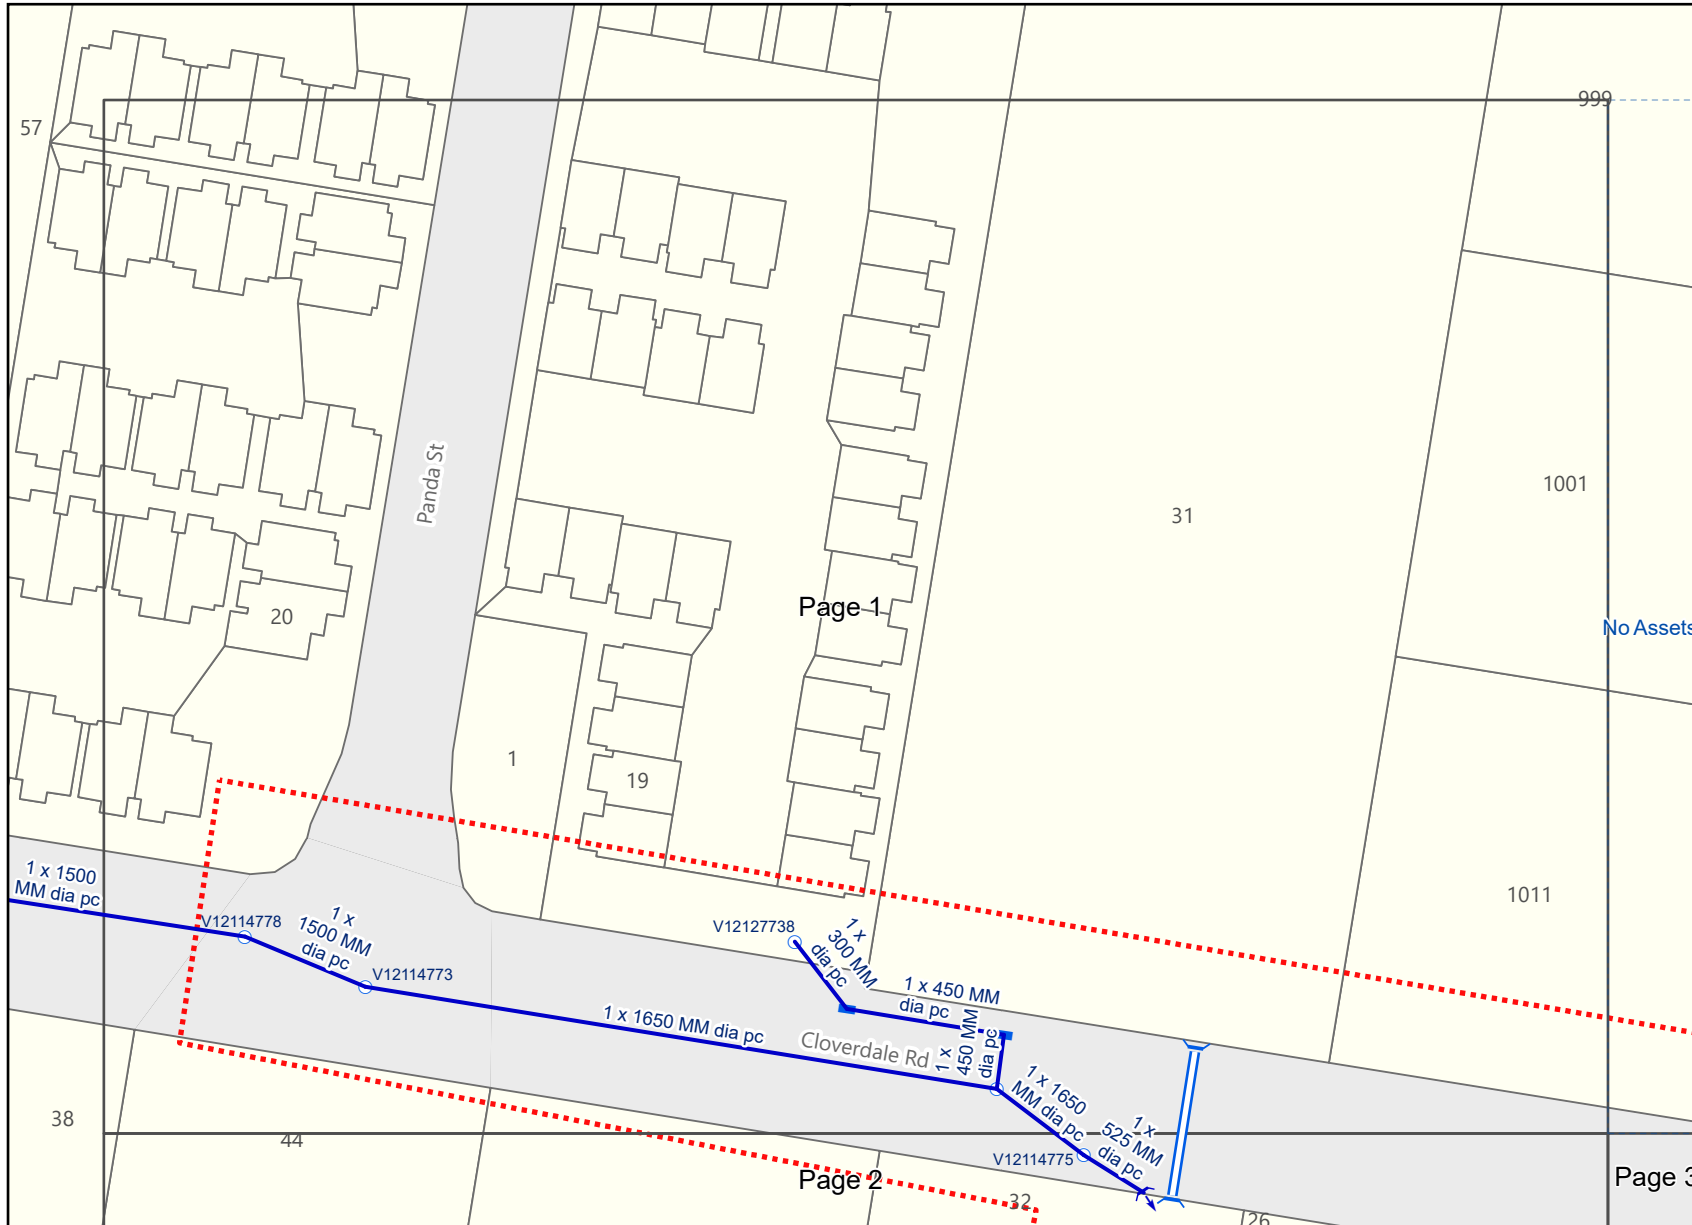 999
57
Panda St
1001
31
Page 1
20
No Assets
1
19
1 x 1500
MM dia pc
1011
V12114778
1 x
1500 MM
dia pc
V12127738
1 x
300 MM
dia pc
V12114773
1 x 450 MM
dia pc
1 x 1650 MM dia pc
Cloverdale Rd
1 x
450 MM
dia pc
1 x 1650
MM dia pc
38
44
1 x
525 MM
dia pc
V12114775
Page 2
Page 3
32
26